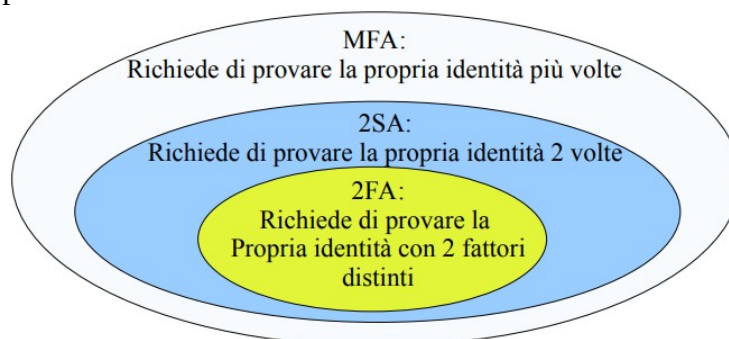 MFA:
Richiede di provare la propria identità più volte
2SA:
Richiede di provare la propria identità 2 volte
2FA:
Richiede di provare la
Propria identità con 2 fattori
distinti